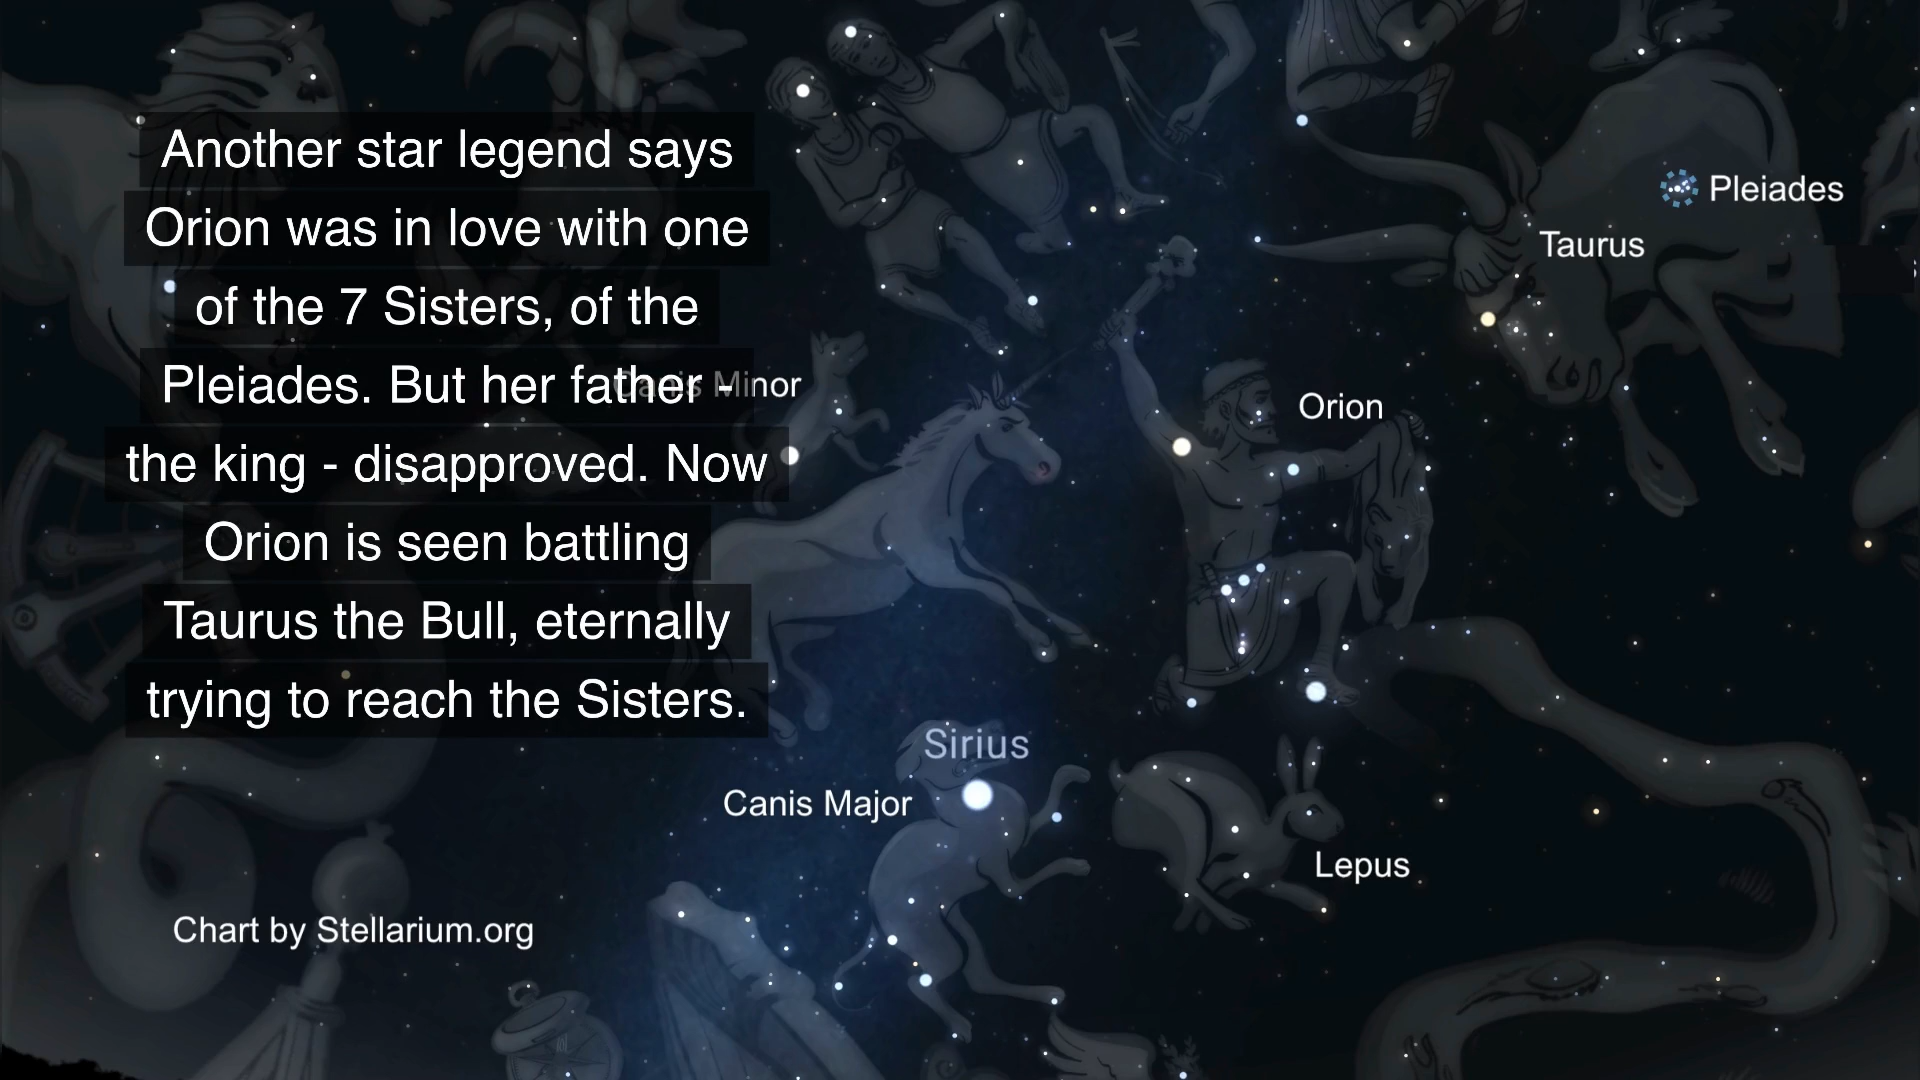 Another star legend says
Orion was in love with one
of the 7 Sisters, of the
Pleiades. But her father -
the king - disapproved. Now
Orion is seen battling
Taurus the Bull, eternally
trying to reach the Sisters.
Canis Minor
Pleiades
Taurus
Orion
Sirius
Canis Major
Lepus
Chart by Stellarium.org